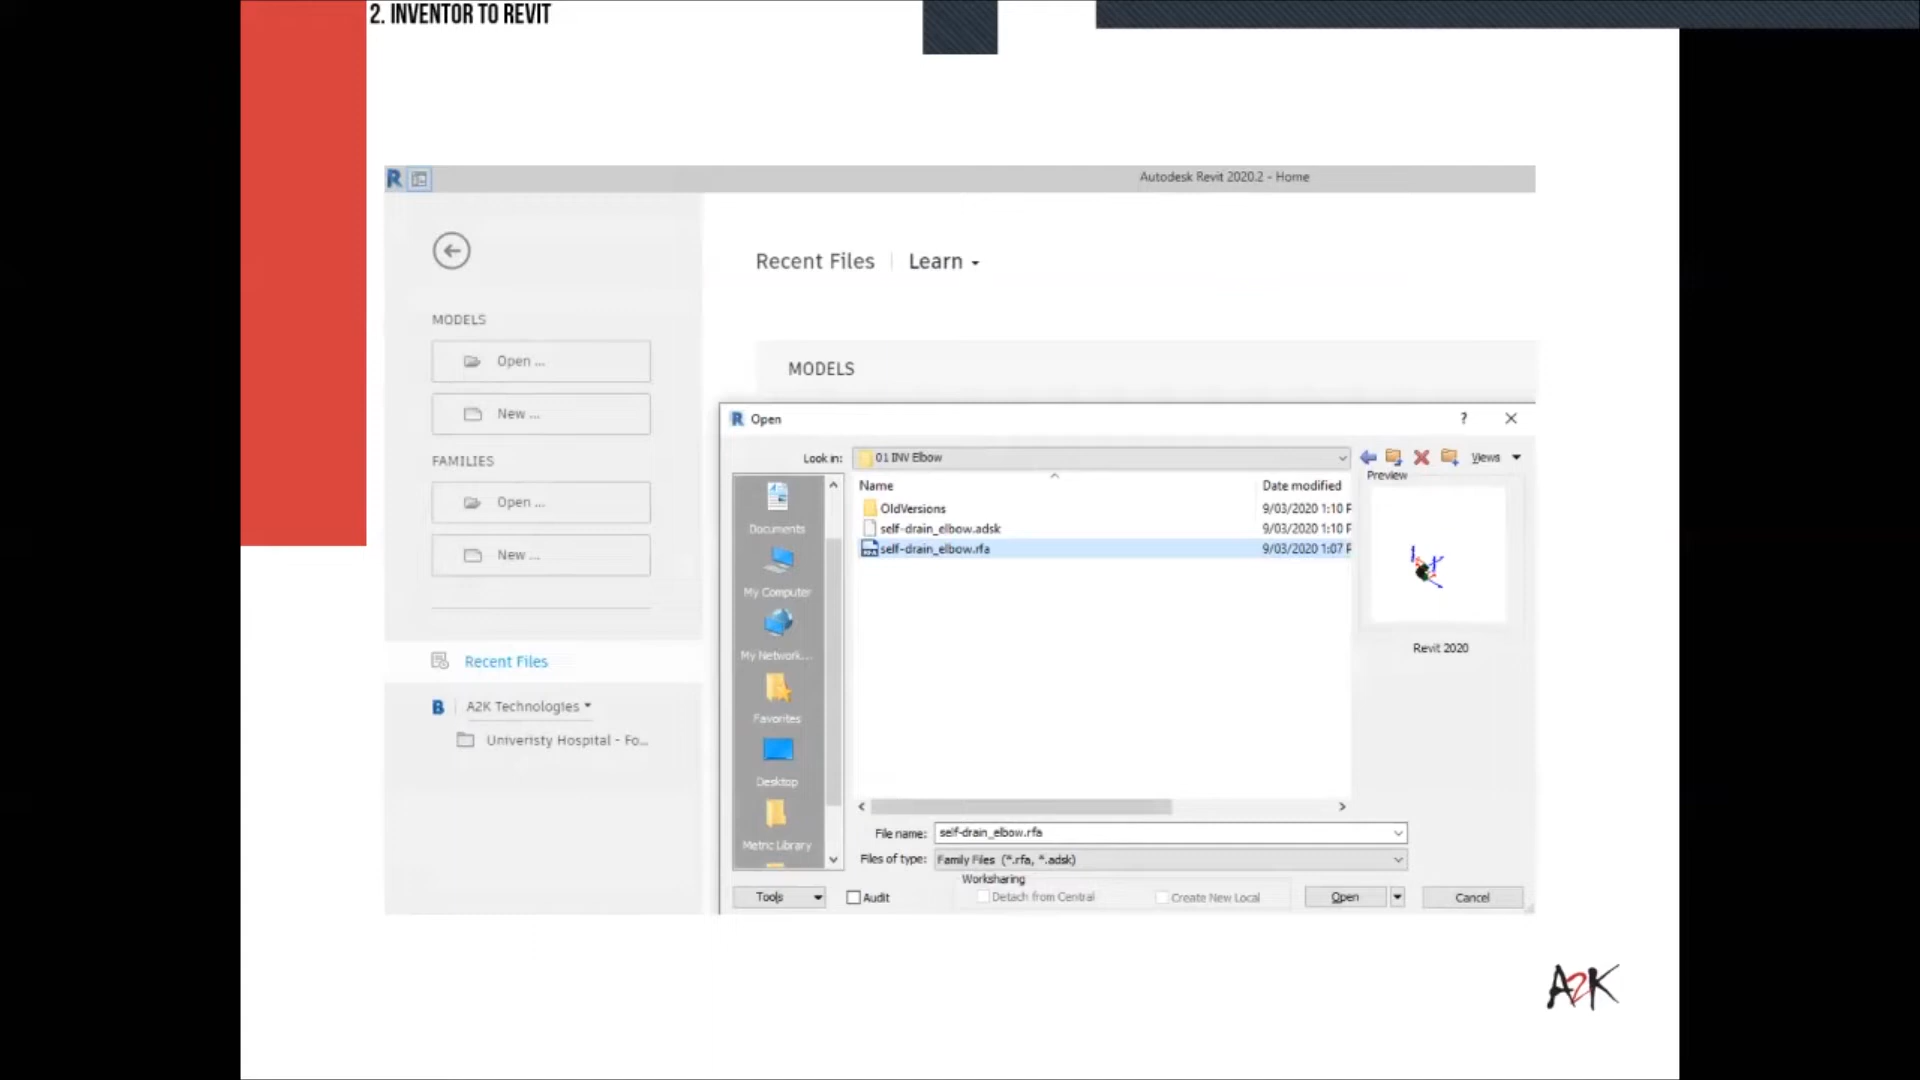 2. INVENTOR TO REVIT
Autodesk Revit 2020.2 - Home
Recent Files
Learn
MODELS
Open ...
New ...
FAMILIES
Open ...
New ...
Recent Files
A2K Technologies
Univeristy Hospital - Fo...
MODELS
Open
Look in:
01 INV Elbow
Views
Preview
Name
Date modified
OldVersions
9/03/2020 1:10 P
self-drain_elbow.adsk
9/03/2020 1:10 P
self-drain_elbow.rfa
9/03/2020 1:07 P
Documents
My Computer
My Network...
Favorites
Desktop
Metric Library
Revit 2020
File name:
self-drain_elbow.rfa
Files of type:
Family Files (*.rfa, *.adsk)
Worksharing
Tools
Audit
Detach from Central
Create New Local
Open
Cancel
A2K